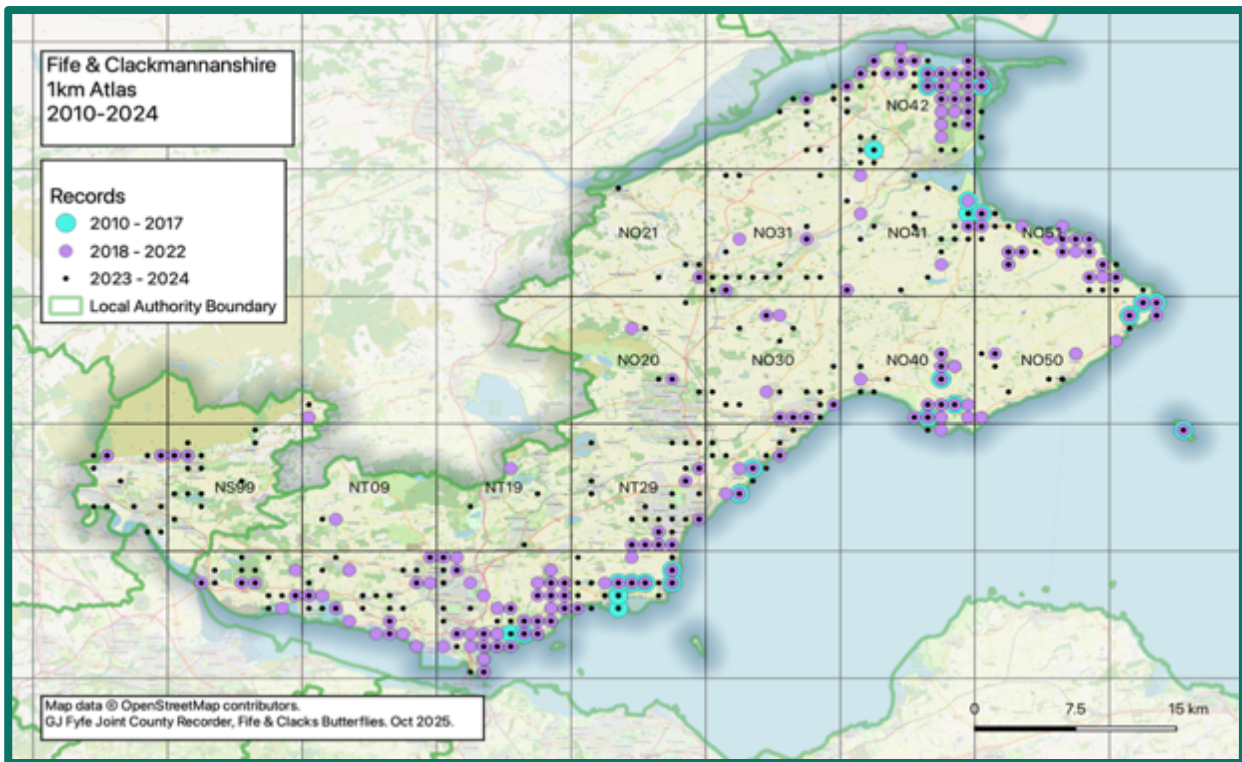 Fife & Clackmannanshire
1km Atlas
2010-2024
Records
2010 - 2017
2018 - 2022
2023 - 2024
Local Authority Boundary
NO42
NO21
NO31
NO41
NO51
NO20
NO30
NO40
NO50
NS99
NT09
NT19
NT29
0 7.5 15 km
Map data © OpenStreetMap contributors.
GJ Fyfe Joint County Recorder, Fife & Clacks Butterflies. Oct 2025.